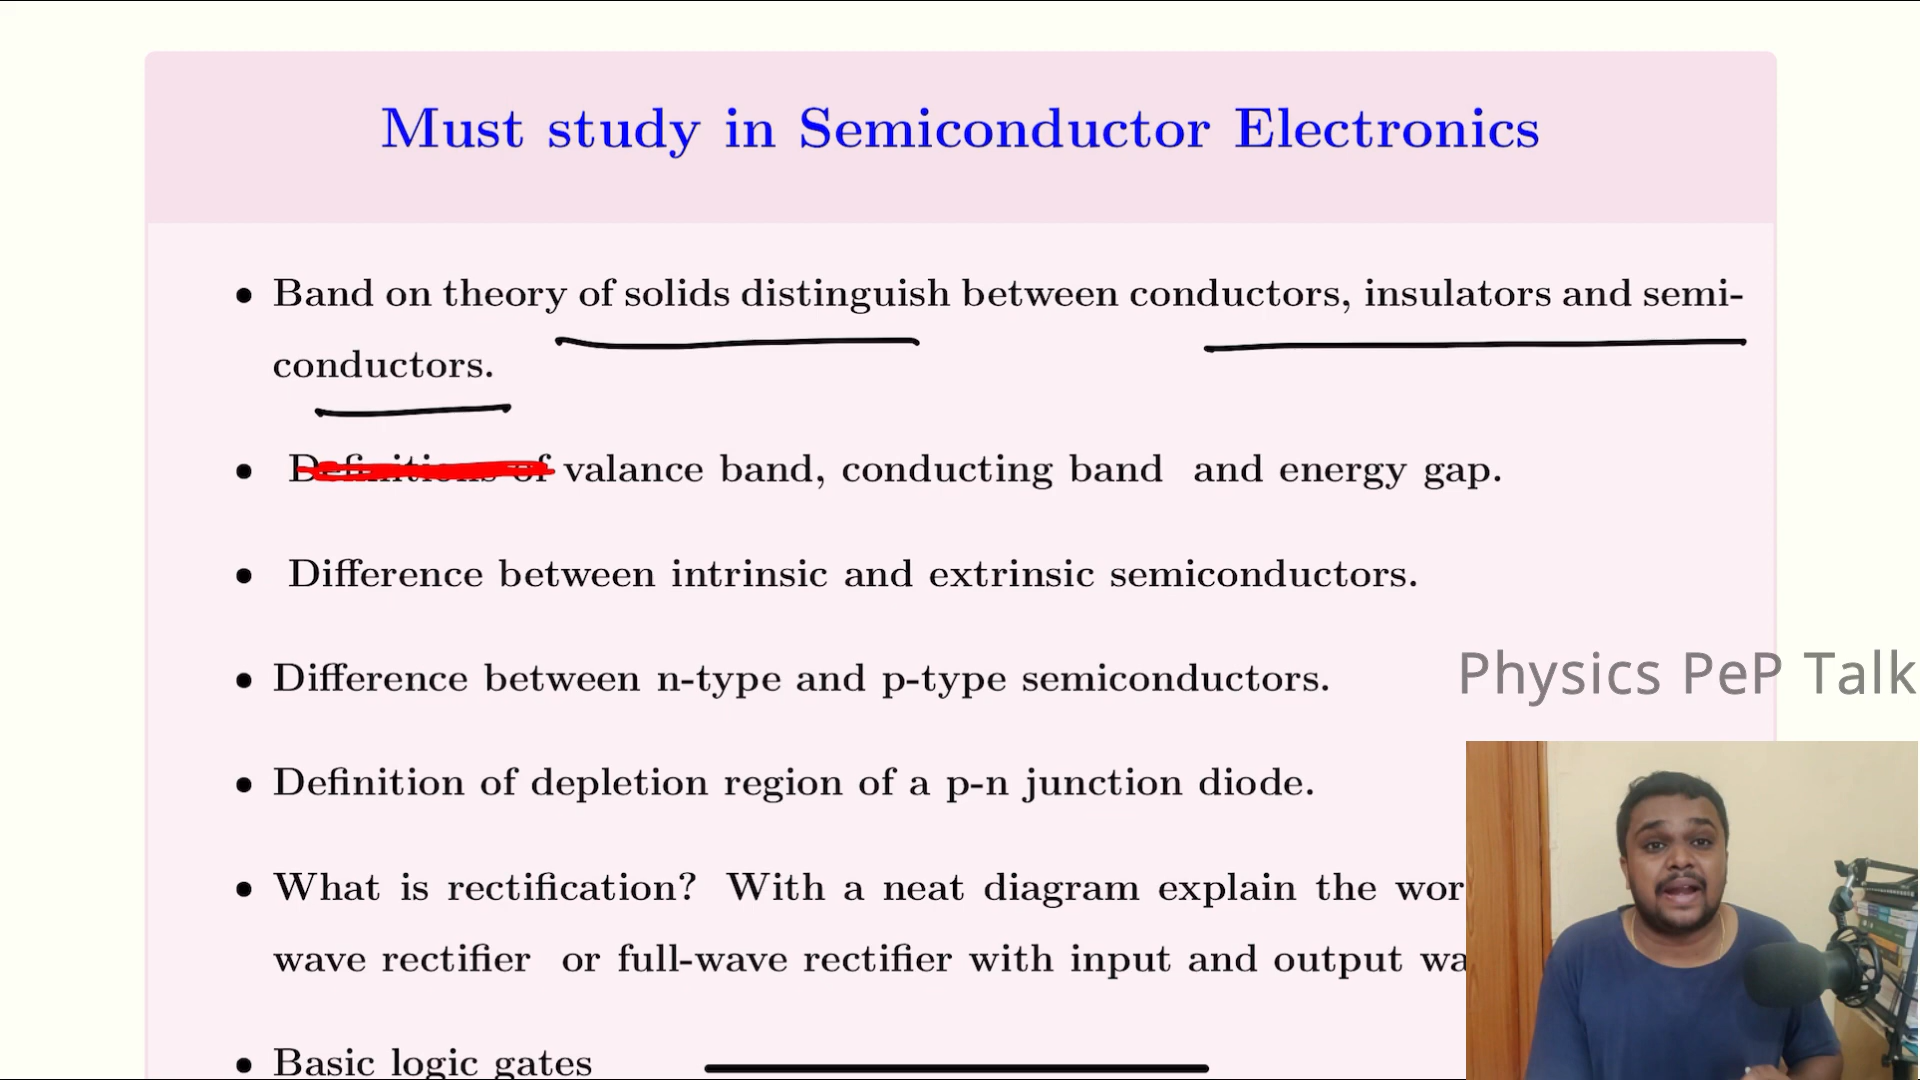 Must study in Semiconductor Electronics
• Band on theory of solids distinguish between conductors, insulators and semi-
conductors.
• Definitions of valance band, conducting band and energy gap.
• Difference between intrinsic and extrinsic semiconductors.
• Difference between n-type and p-type semiconductors.
Physics PeP Talk
• Definition of depletion region of a p-n junction diode.
• What is rectification? With a neat diagram explain the wor
wave rectifier or full-wave rectifier with input and output wa
• Basic logic gates